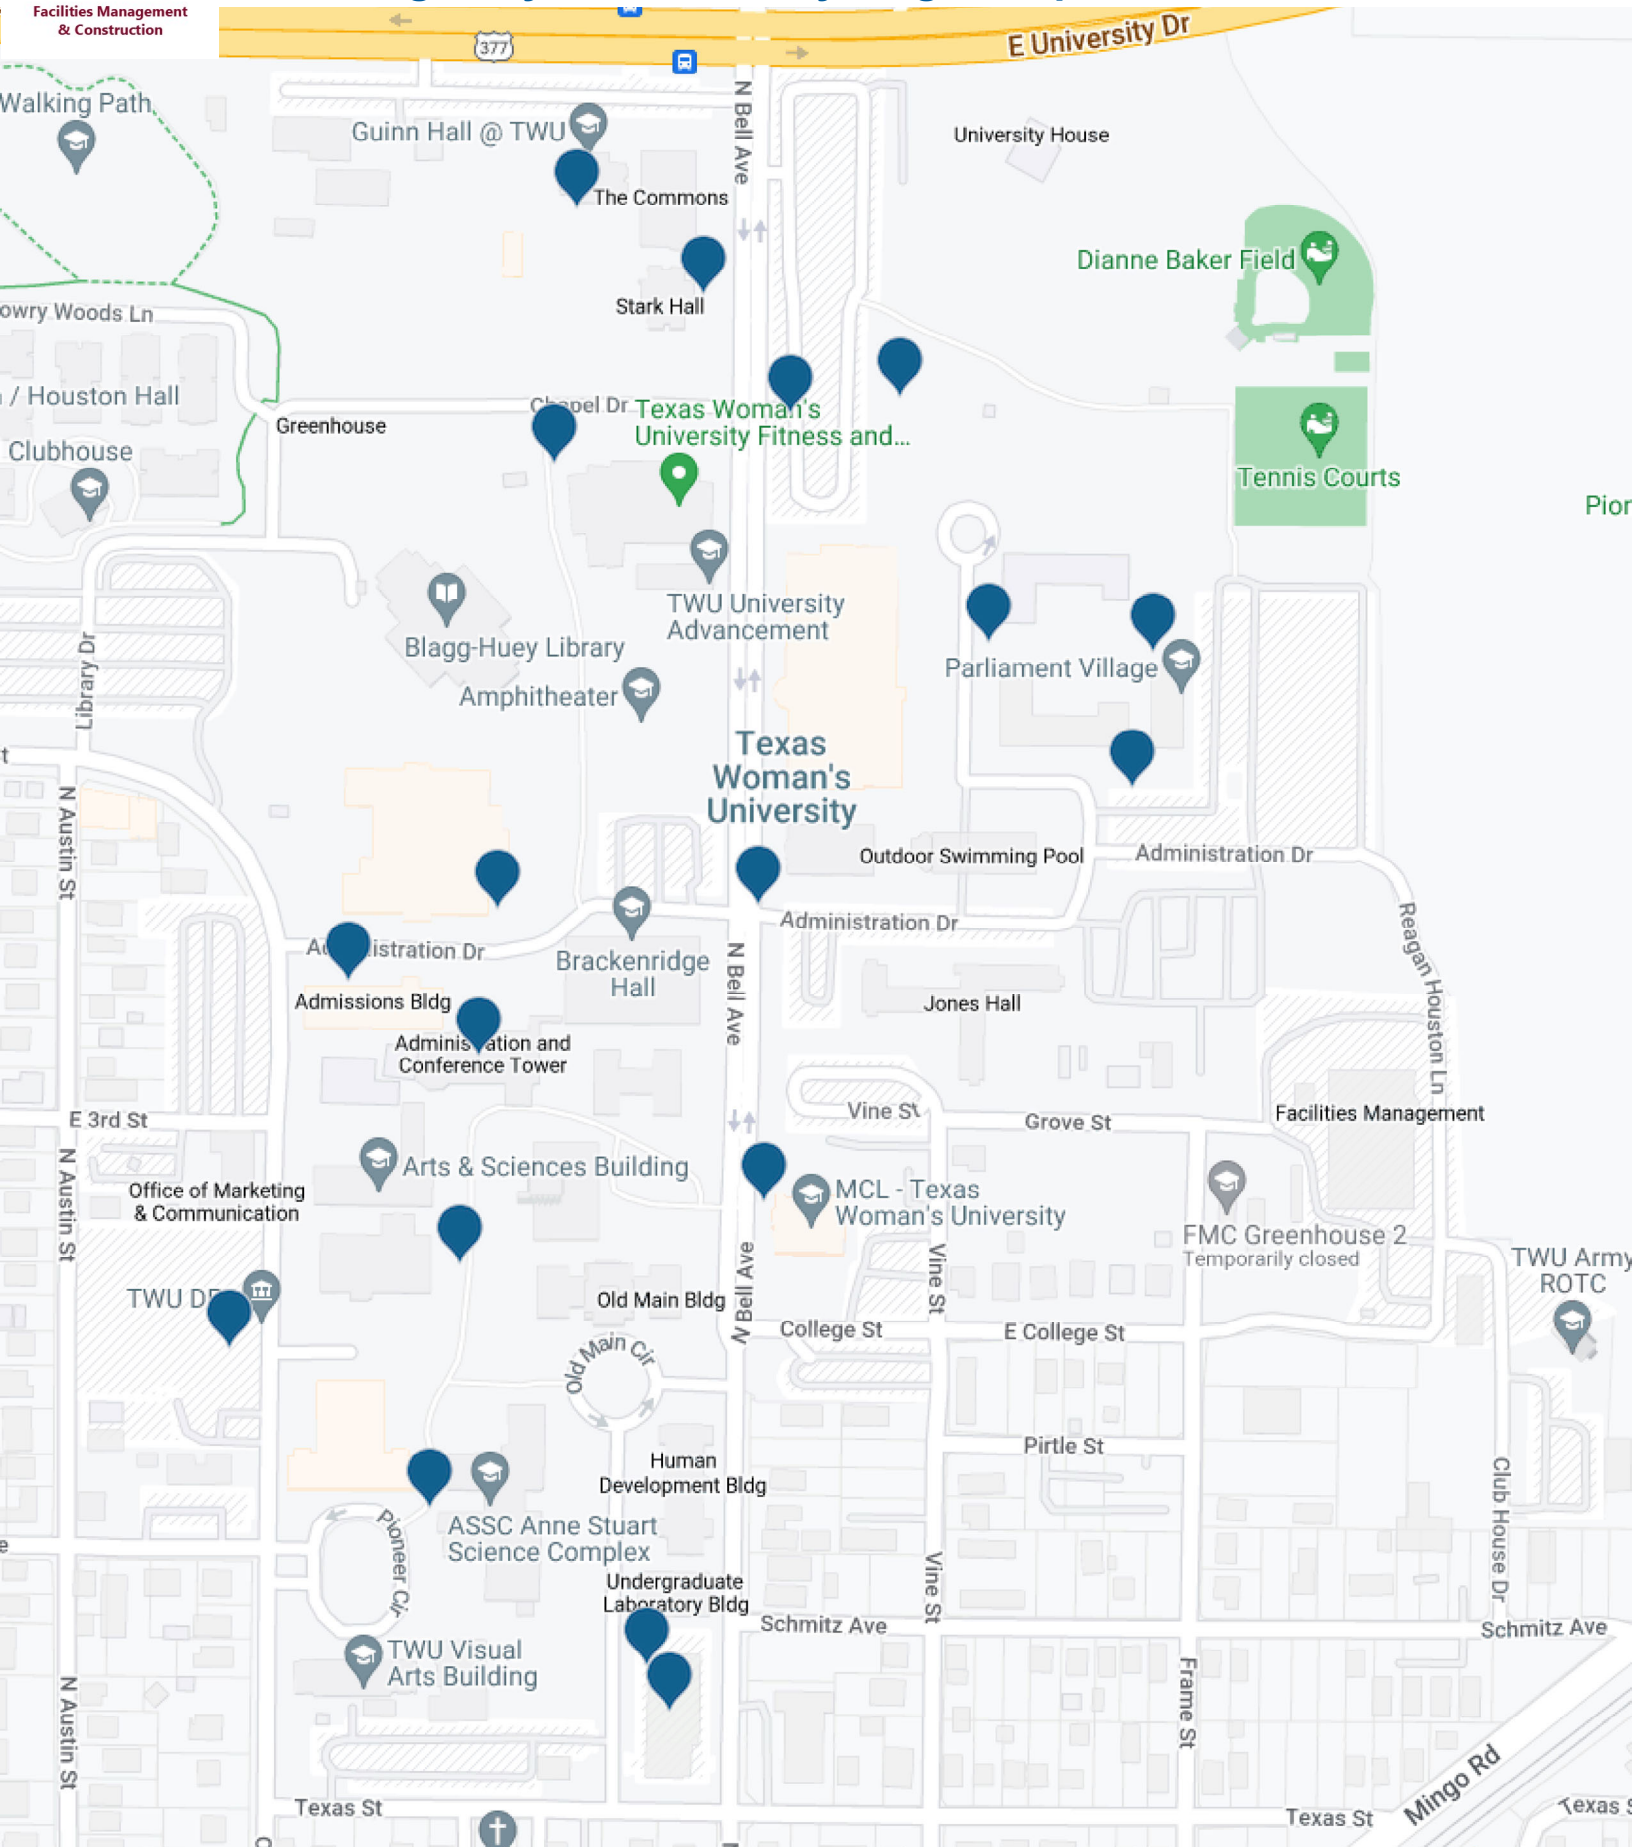 Facilities Management
& Construction
377
E University Dr
Walking Path
Guinn Hall @ TWU
N Bell Ave
University House
The Commons
Dianne Baker Field
owry Woods Ln
Stark Hall
/ Houston Hall
Chapel Dr
Texas Woman's
University Fitness and...
Greenhouse
Clubhouse
Tennis Courts
Pior
TWU University
Advancement
Blagg-Huey Library
Parliament Village
Amphitheater
Library Dr
Texas
Woman's
University
t
N Austin St
Outdoor Swimming Pool
Administration Dr
Administration Dr
Administration Dr
Reagan Houston Ln
Brackenridge
Hall
N Bell Ave
Admissions Bldg
Jones Hall
Administration and
Conference Tower
E 3rd St
Vine St
Grove St
Facilities Management
N Austin St
Arts & Sciences Building
Office of Marketing
& Communication
MCL - Texas
Woman's University
FMC Greenhouse 2
Temporarily closed
TWU Army
ROTC
Vine St
N Bell Ave
TWU D
Old Main Bldg
College St
E College St
Old Main Cir
Pirtle St
Human
Development Bldg
Club House Dr
Pioneer Cir
ASSC Anne Stuart
Science Complex
Vine St
e
Undergraduate
Laboratory Bldg
Schmitz Ave
Schmitz Ave
TWU Visual
Arts Building
N Austin St
Frame St
Mingo Rd
Texas St
Texas St
Texas S